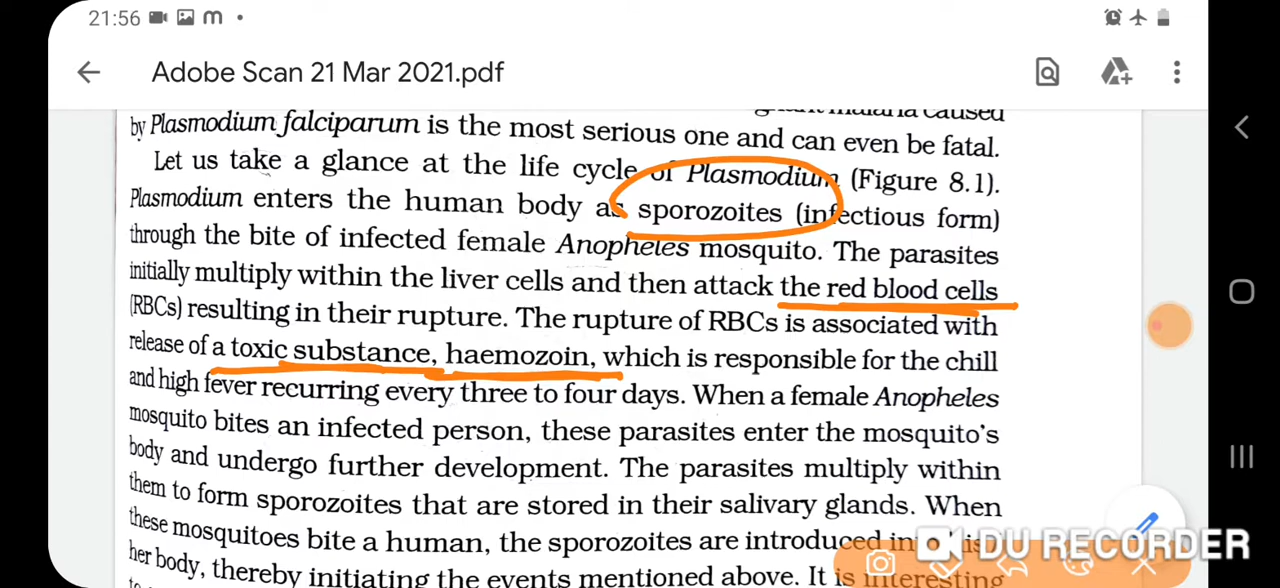 21:56
Adobe Scan 21 Mar 2021.pdf
malaria caused
by Plasmodium falciparum is the most serious one and can even be fatal.
Let us take a glance at the life cycle of Plasmodium (Figure 8.1).
Plasmodium enters the human body as sporozoites (infectious form)
through the bite of infected female Anopheles mosquito. The parasites
initially multiply within the liver cells and then attack the red blood cells
(RBCs) resulting in their rupture. The rupture of RBCs is associated with
release of a toxic substance, haemozoin, which is responsible for the chill
and high fever recurring every three to four days. When a female Anopheles
mosquito bites an infected person, these parasites enter the mosquito's
body and undergo further development. The parasites multiply within
them to form sporozoites that are stored in their salivary glands. When
these mosquitoes bite a human, the sporozoites are introduced
her body, thereby initiating the events mentioned above. It is interesting
DU RECORDER